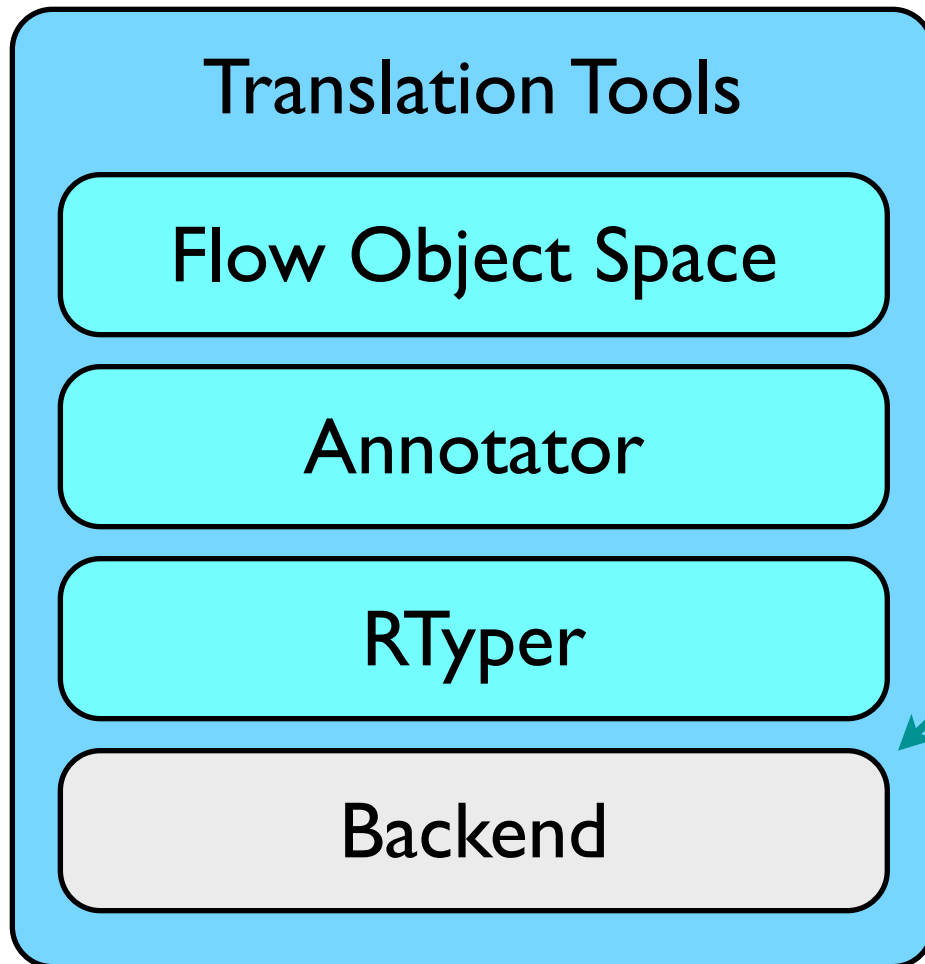 Translation Tools
Flow Object Space
Annotator
RTyper
Backend